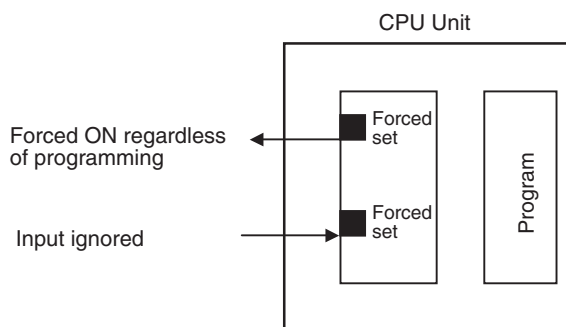 CPU Unit
Forced ON regardless
of programming
Forced
set
Input ignored
Forced
set
Program